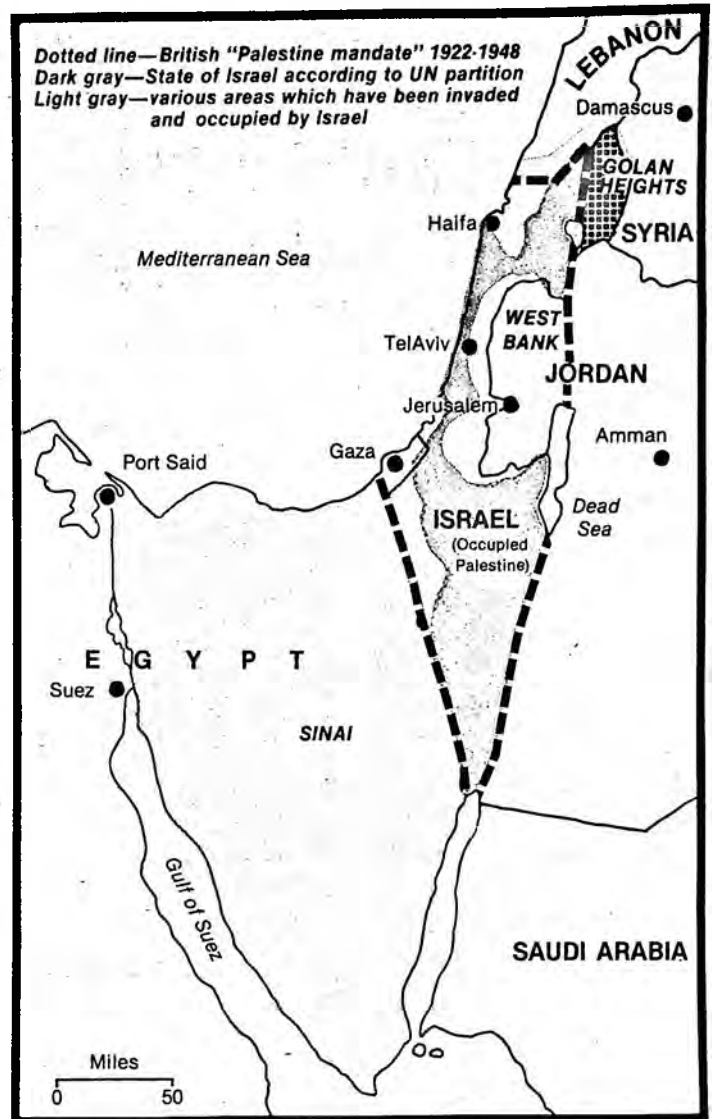 Dotted line—British "Palestine mandate" 1922-1948
Dark gray—State of Israel according to UN partition
Light gray—various areas which have been invaded
and occupied by Israel
LEBANON
Damascus
GOLAN
HEIGHTS
Haifa
SYRIA
Mediterranean Sea
WEST
BANK
TelAviv
JORDAN
Jerusalem
Amman
Gaza
Port Said
Dead
Sea
ISRAEL
(Occupied
Palestine)
EGYPT
Suez
SINAI
Gulf of Suez
SAUDI ARABIA
Miles
0 50